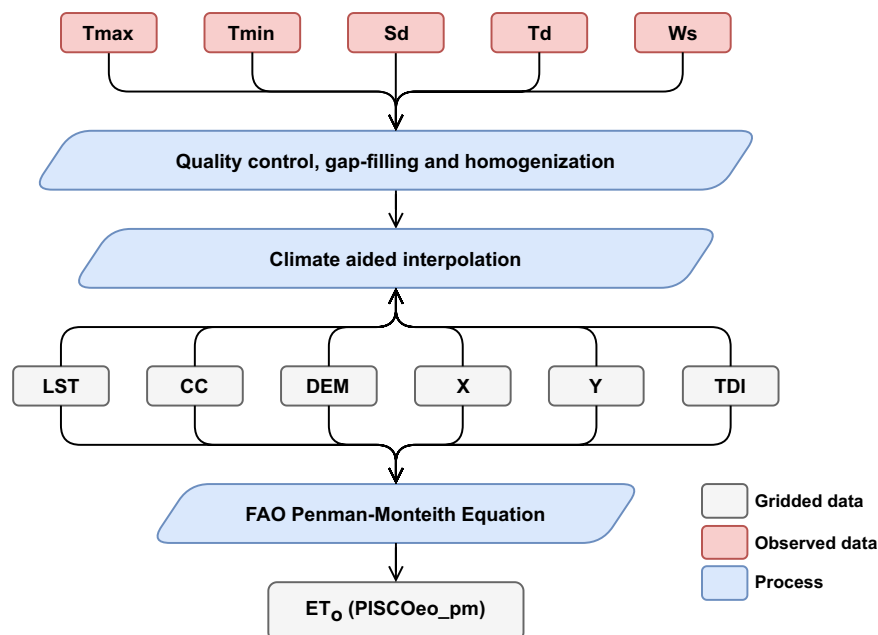 Tmax
Tmin
Sd
Td
Ws
Quality control, gap-filling and homogenization
Climate aided interpolation
LST
CC
DEM
X
Y
TDI
FAO Penman-Monteith Equation
Gridded data
Observed data
Process
ETo (PISCOeo_pm)